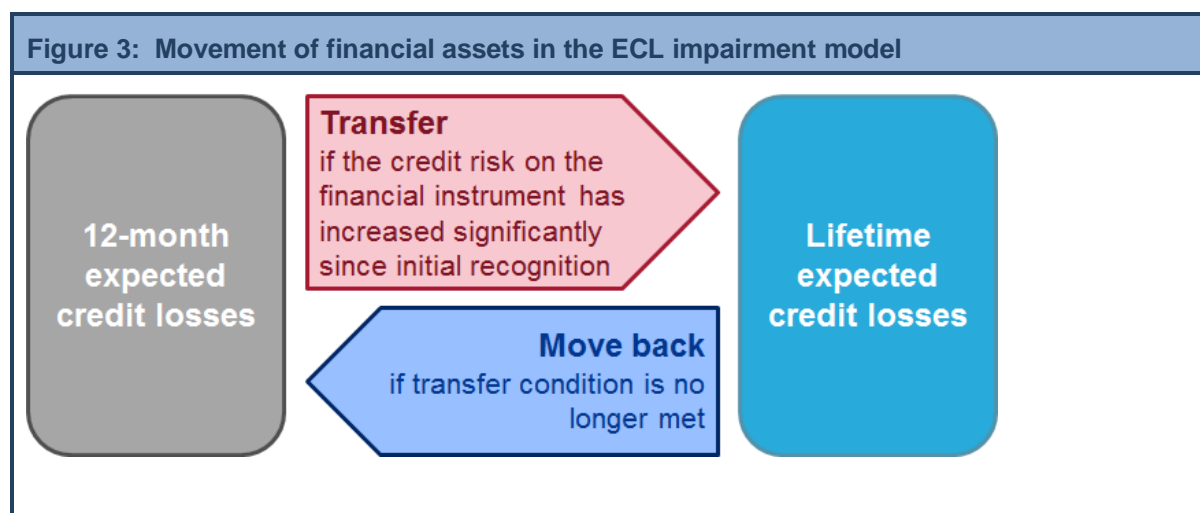 Figure 3:  Movement of financial assets in the ECL impairment model
12-month
expected
credit losses
Transfer
if the credit risk on the
financial instrument has
increased significantly
since initial recognition
Move back
if transfer condition is no
longer met
Lifetime
expected
credit losses